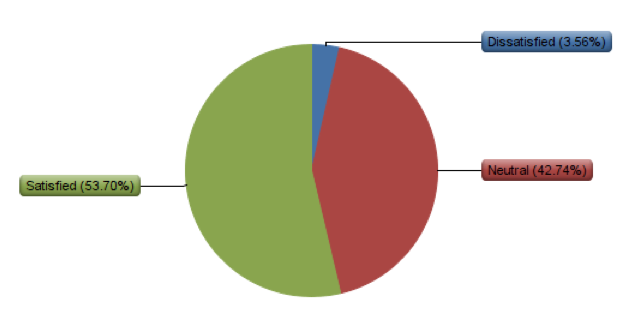 Dissatisfied (3.56%)
Neutral (42.74%)
Satisfied (53.70%)